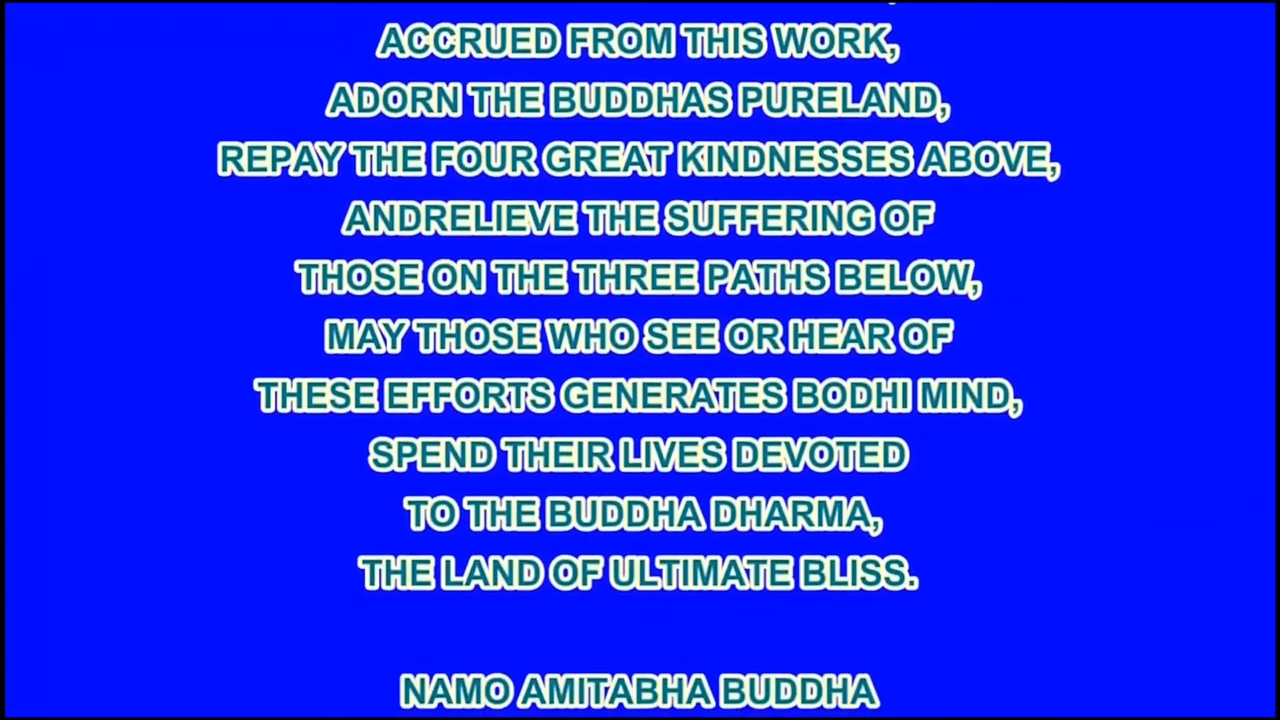 ACCRUED FROM THIS WORK,
ADORN THE BUDDHAS PURELAND,
REPAY THE FOUR GREAT KINDNESSES ABOVE,
ANDRELIEVE THE SUFFERING OF
THOSE ON THE THREE PATHS BELOW,
MAY THOSE WHO SEE OR HEAR OF
THESE EFFORTS GENERATES BODHI MIND,
SPEND THEIR LIVES DEVOTED
TO THE BUDDHA DHARMA,
THE LAND OF ULTIMATE BLISS.
NAMO AMITABHA BUDDHA